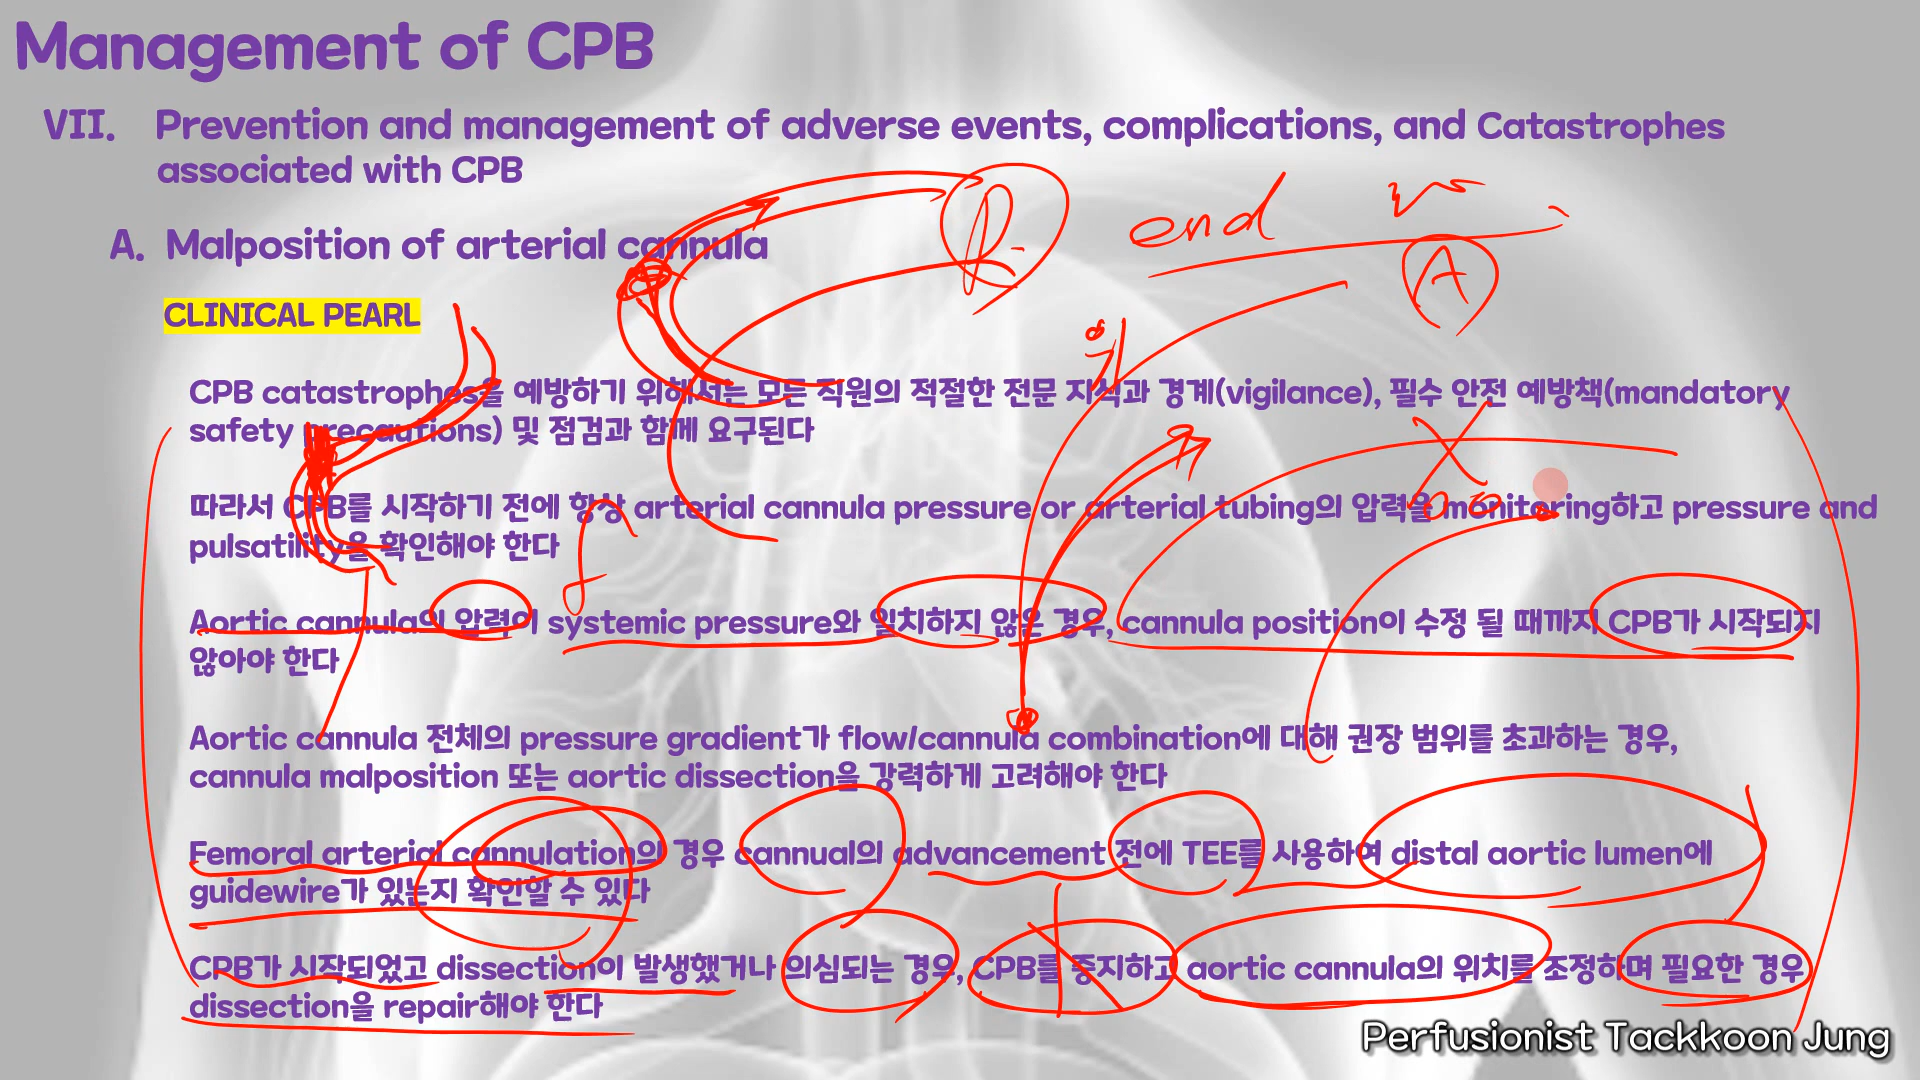 Management of CPB
VII. Prevention and management of adverse events, complications, and Catastrophes
associated with CPB
A. Malposition of arterial cannula
end
A
CLINICAL PEARL
CPB catastrophes을 예방하기 위해서는 모든 직원의 적절한 전문 지식과 경계(vigilance), 필수 안전 예방책(mandatory
safety precautions) 및 점검과 함께 요구된다
따라서 CPB를 시작하기 전에 항상 arterial cannula pressure or arterial tubing의 압력을 monitoring하고 pressure and
pulsatility을 확인해야 한다
Aortic cannula의 압력이 systemic pressure와 일치하지 않은 경우, cannula position이 수정 될 때까지 CPB가 시작되지
않아야 한다
Aortic cannula 전체의 pressure gradient가 flow/cannula combination에 대해 권장 범위를 초과하는 경우,
cannula malposition 또는 aortic dissection을 강력하게 고려해야 한다
Femoral arterial cannulation의 경우 cannual의 advancement 전에 TEE를 사용하여 distal aortic lumen에
guidewire가 있는지 확인할 수 있다
CPB가 시작되었고 dissection이 발생했거나 의심되는 경우, CPB를 중지하고 aortic cannula의 위치를 조정하며 필요한 경우
dissection을 repair해야 한다
Perfusionist Tackkoon Jung